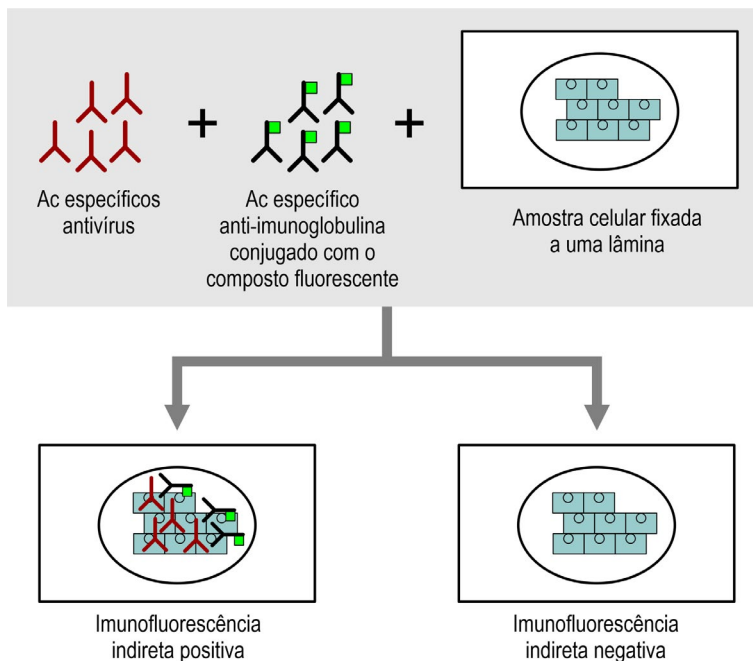 +
+
Ac específicos
antivírus
Ac específico
anti-imunoglobulina
conjugado com o
composto fluorescente
Amostra celular fixada
a uma lâmina
Imunofluorescência
indireta positiva
Imunofluorescência
indireta negativa